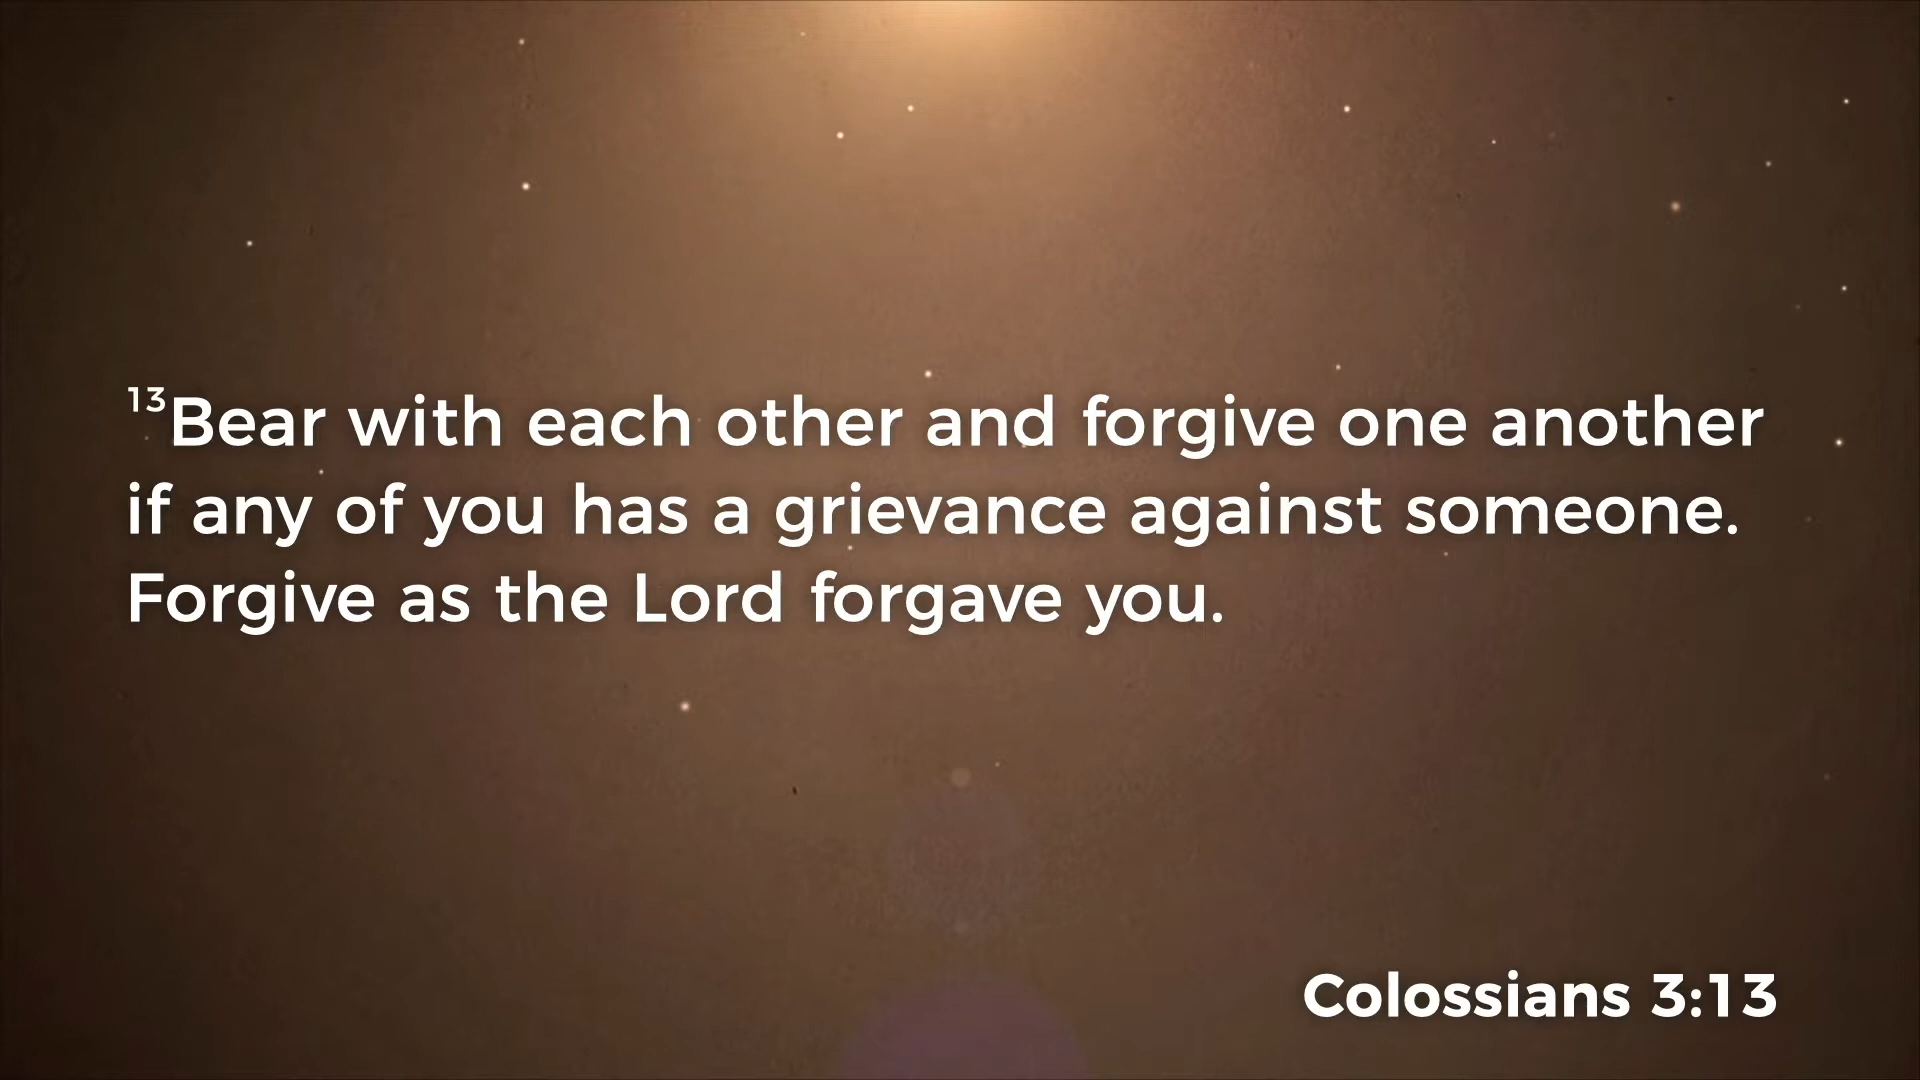 ¹³Bear with each other and forgive one another
if any of you has a grievance against someone.
Forgive as the Lord forgave you.
Colossians 3:13